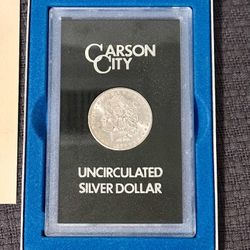 CARSON
CITY
UNCIRCULATED
SILVER DOLLAR